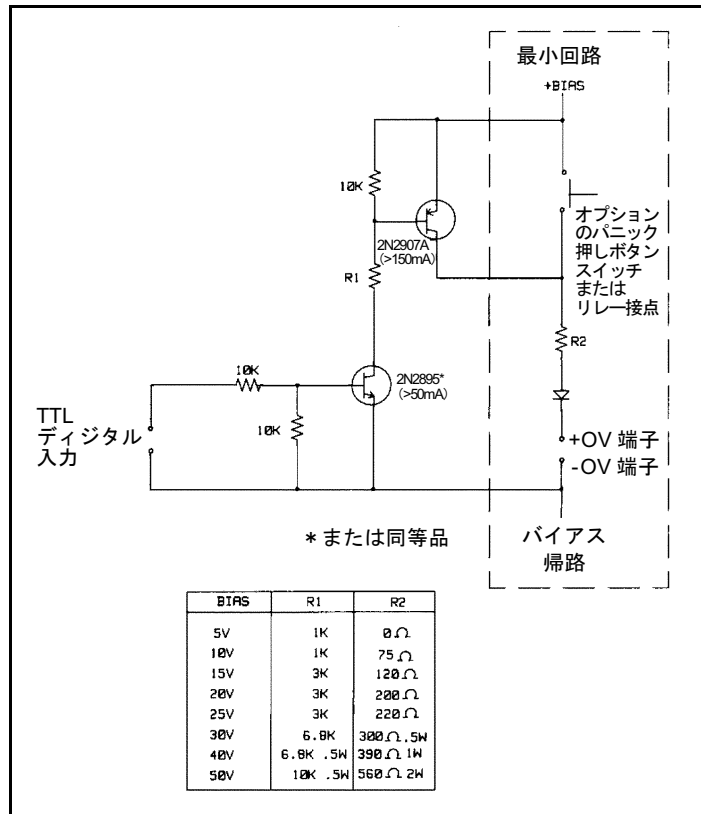 最小回路
+BIAS
10K
2N2907A
(>150mA)
オプション
のパニック
押しボタン
スイッチ
または
リレー接点
R1
R2
10K
2N2895*
(>50mA)
TTL
ディジタル
入力
10K
+OV 端子
-OV 端子
* または同等品
バイアス
帰路
BIAS R1 R2
5V 1K 0Ω
10V 1K 75Ω
15V 3K 120Ω
20V 3K 200Ω
25V 3K 220Ω
30V 6.8K 300Ω.5W
40V 6.8K .5W 390Ω 1W
50V 10K .5W 560Ω 2W